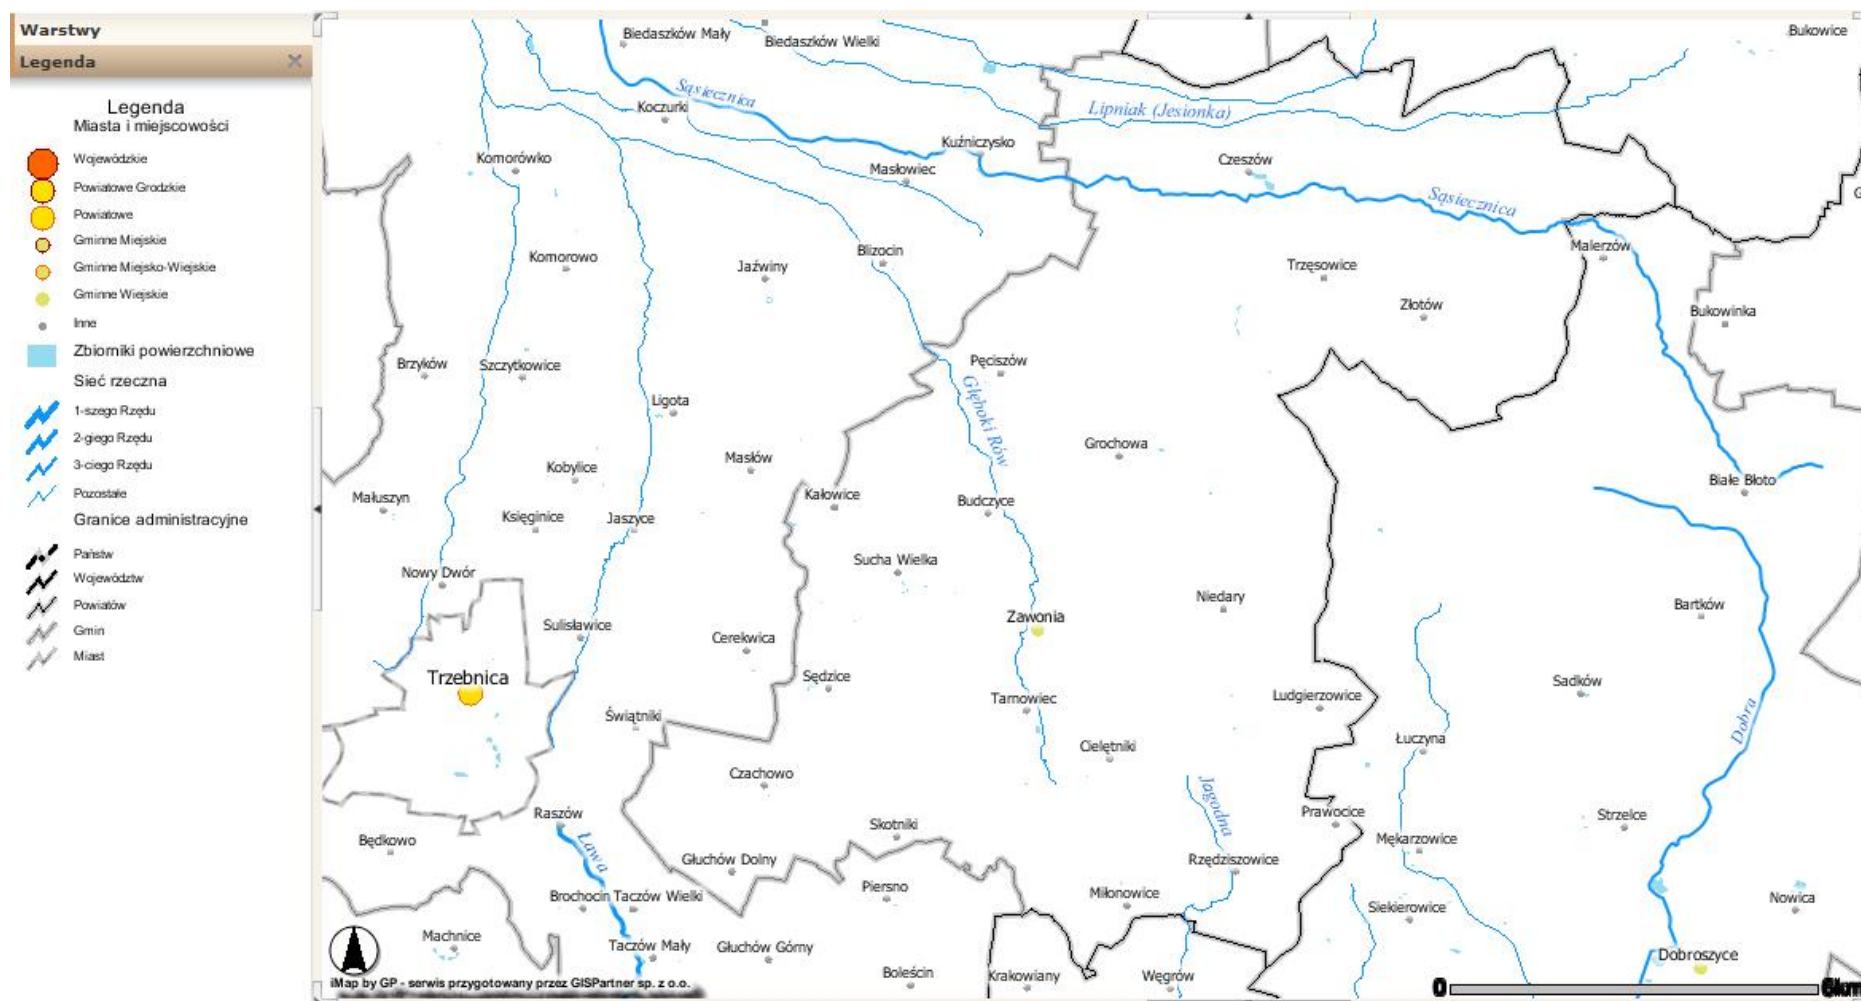 Warstwy
Legenda
Legenda
Miasta i miejscowości
Wojewódzkie
Powiatowe Grodzkie
Powiatowe
Gminne Miejskie
Gminne Miejsko-Wiejskie
Gminne Wiejskie
Inne
Zbiorniki powierzchniowe
Sieć rzeczna
1-szego Rzędu
2-giego Rzędu
3-ciego Rzędu
Pozostałe
Granice administracyjne
Państw
Województw
Powiatów
Gmin
Miast
Biedaszków Mały
Biedaszków Wielki
Bukowice
Sąsiecznica
Koczurki
Lipniak (Jesionka)
Kuźniczysko
Komorówko
Masłowiec
Czeszów
Sąsiecznica
Malerzów
Komorowo
Jaźwiny
Blizocin
Trzęsowice
Złotów
Bukowinka
Brzyków
Szczytkowice
Pęciszów
Głęboki Rów
Ligota
Grochowa
Masłów
Kobylice
Małuszyn
Kałowice
Budczyce
Białe Błoto
Księginice
Jaszyce
Sucha Wielka
Nowy Dwór
Niedary
Bartków
Zawonia
Sulisławice
Cerekwica
Trzebnica
Sędzice
Sadków
Tarnowiec
Ludgierzowice
Świątniki
Dobra
Łuczyna
Cielętniki
Czachowo
Jagodna
Raszów
Prawocice
Strzelce
Skotniki
Będkowo
Ława
Mękarzowice
Głuchów Dolny
Rzędziszowice
Piersno
Miłonowice
Brochocin
Taczów Wielki
Siekierowice
Nowica
Machnice
Taczów Mały
Głuchów Górny
Dobroszyce
Boleścin
Krakowiany
Węgrów
iMap by GP - serwis przygotowany przez GISPartner sp. z o.o.
0